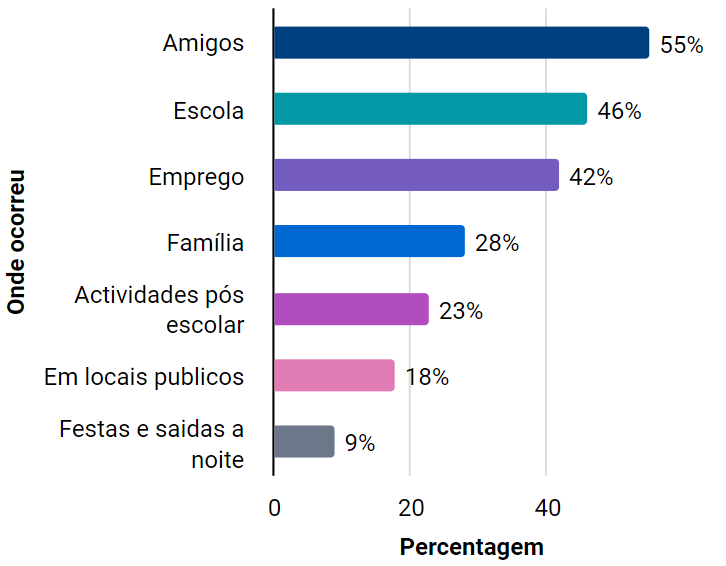 Amigos 55%
Escola 46%
Emprego 42%
Família 28%
Actividades pós
escolar 23%
Em locais publicos 18%
Festas e saidas a
noite 9%
0 20 40
Percentagem
Onde ocorreu